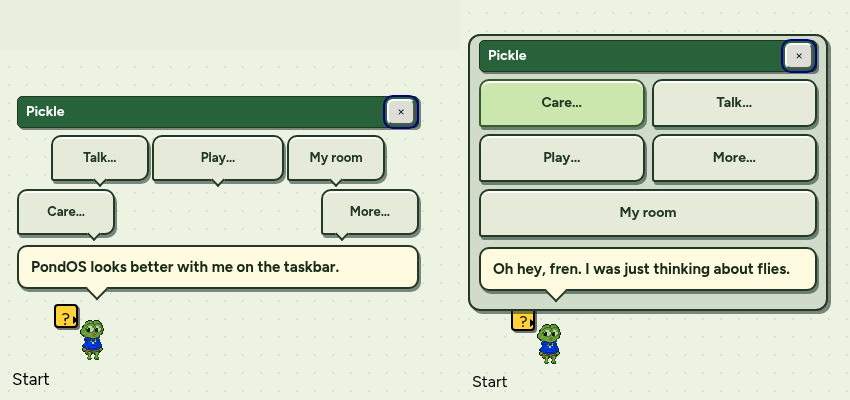 Pickle
×
Talk...
Play...
My room
Care...
More...
PondOS looks better with me on the taskbar.
?
Start
Pickle
×
Care...
Talk...
Play...
More...
My room
Oh hey, fren. I was just thinking about flies.
?
Start